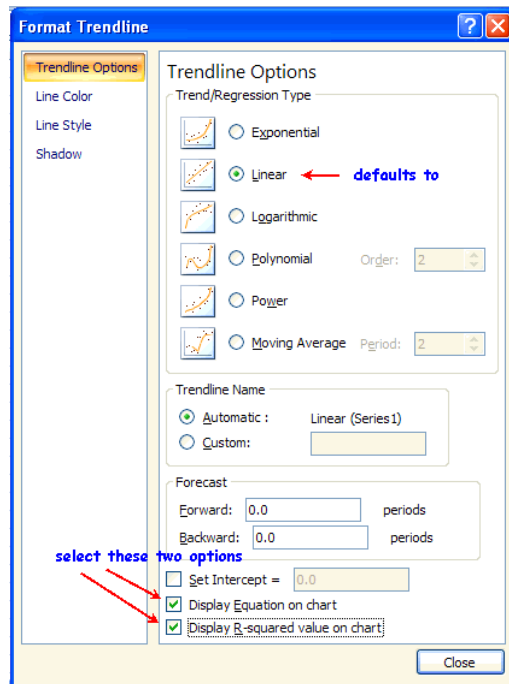 Format Trendline
Trendline Options
Line Color
Line Style
Shadow
Trendline Options
Trend/Regression Type
Exponential
Linear defaults to
Logarithmic
Polynomial Order: 2
Power
Moving Average Period: 2
Trendline Name
Automatic : Linear (Series1)
Custom:
Forecast
Forward: 0.0 periods
Backward: 0.0 periods
select these two options
Set Intercept = 0.0
Display Equation on chart
Display R-squared value on chart
Close